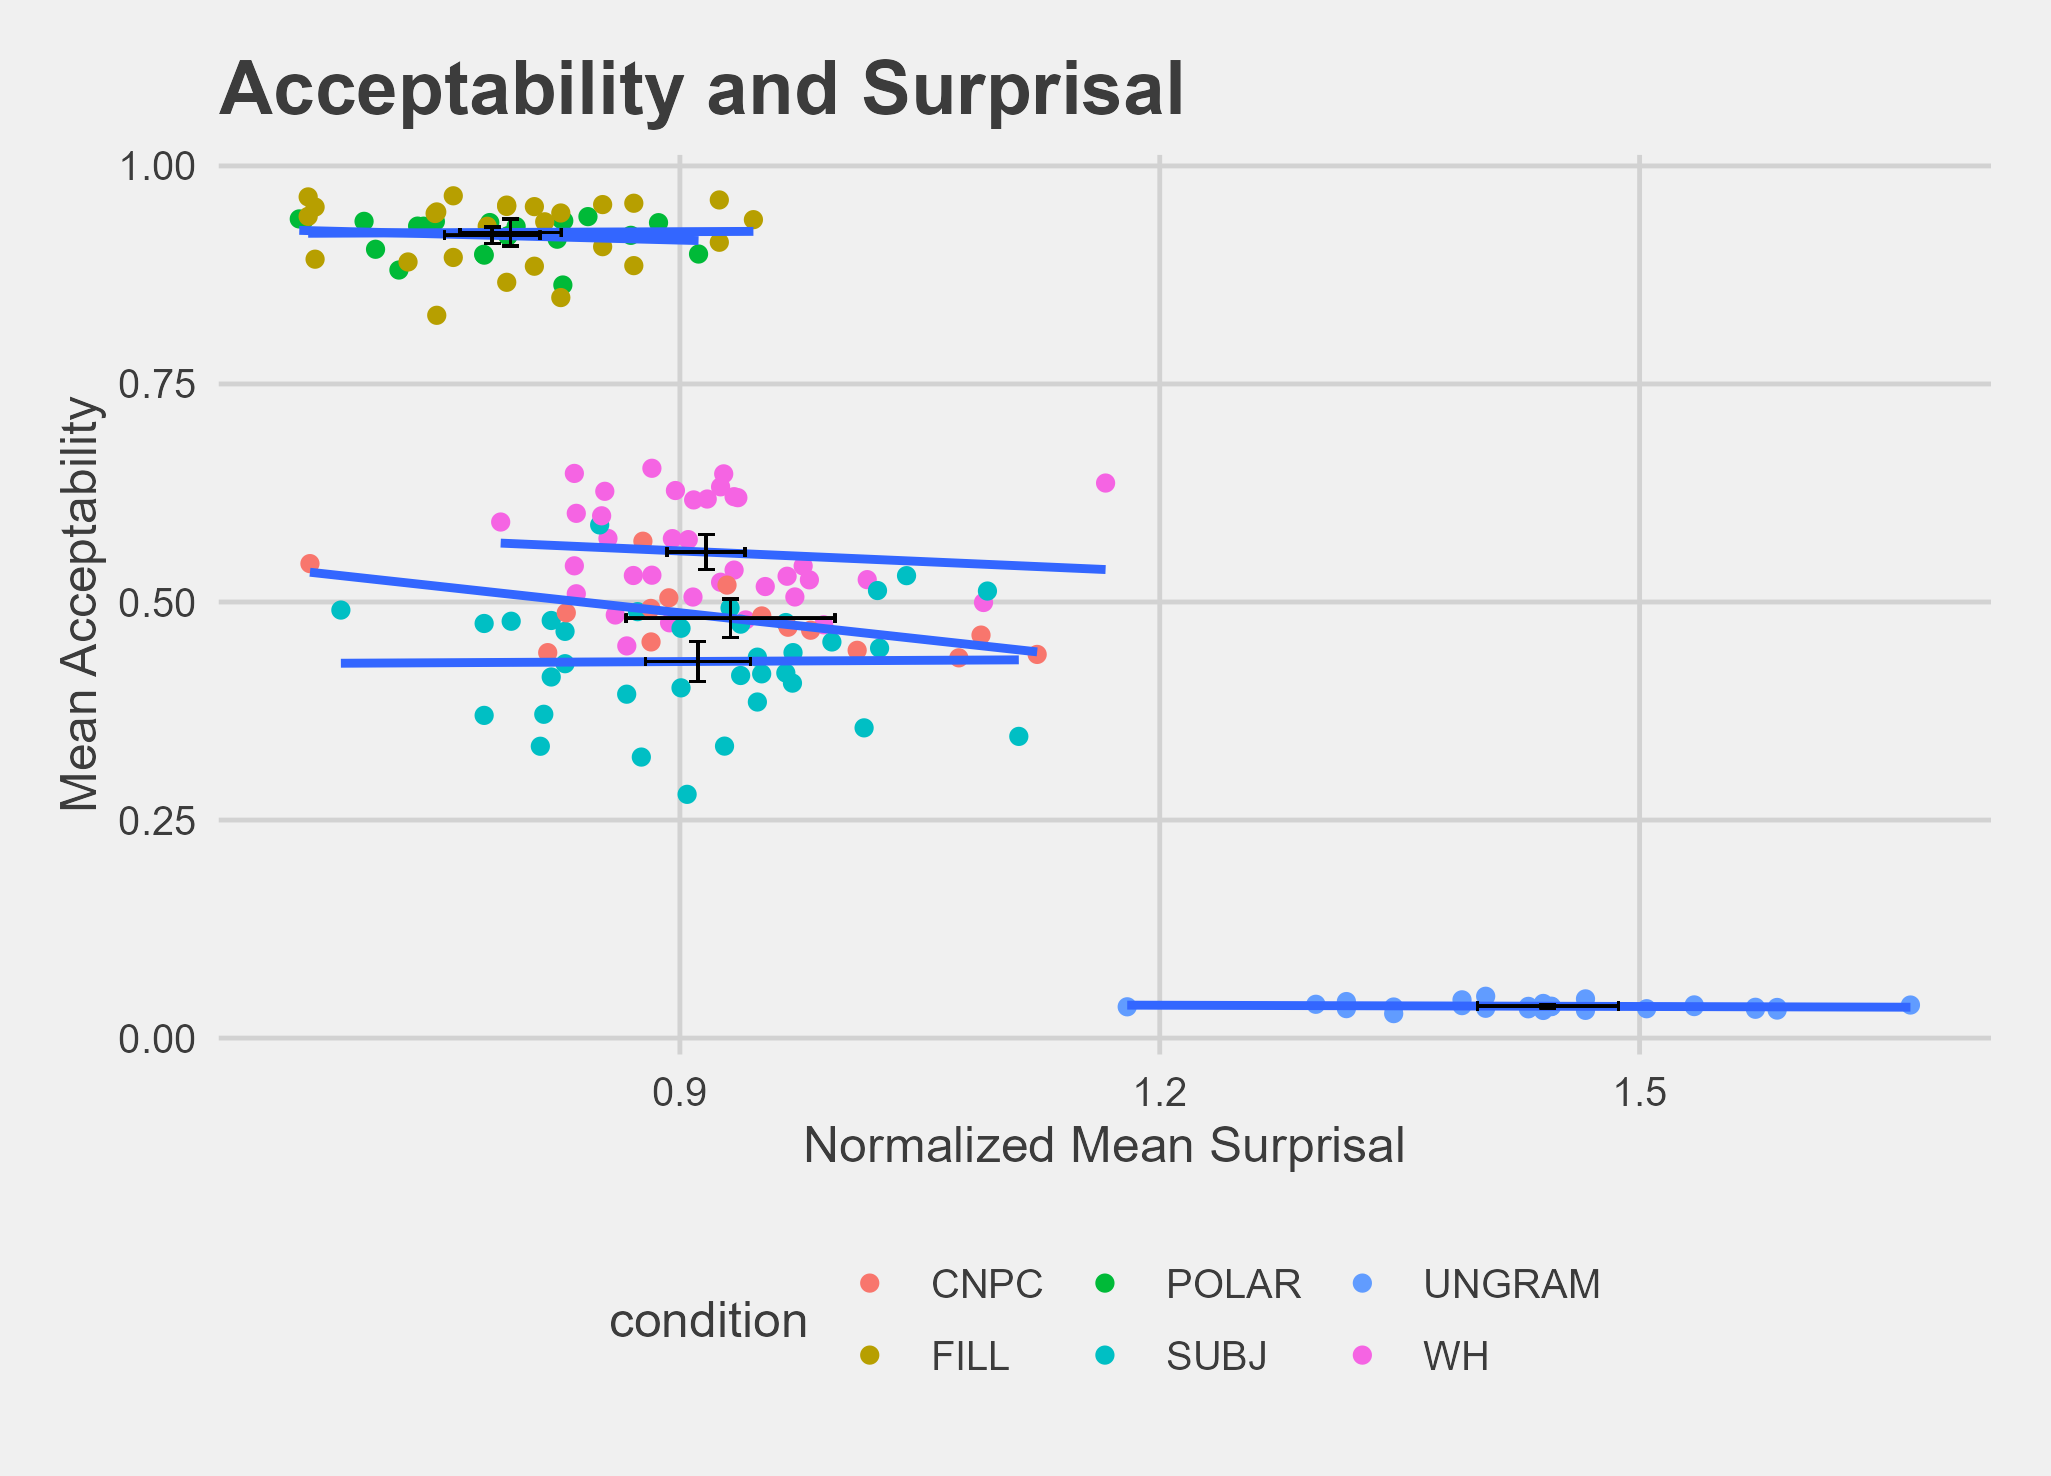 Acceptability and Surprisal
1.00
0.75
0.50
0.25
0.00
Mean Acceptability
0.9 1.2 1.5
Normalized Mean Surprisal
condition
CNPC POLAR UNGRAM
FILL SUBJ WH